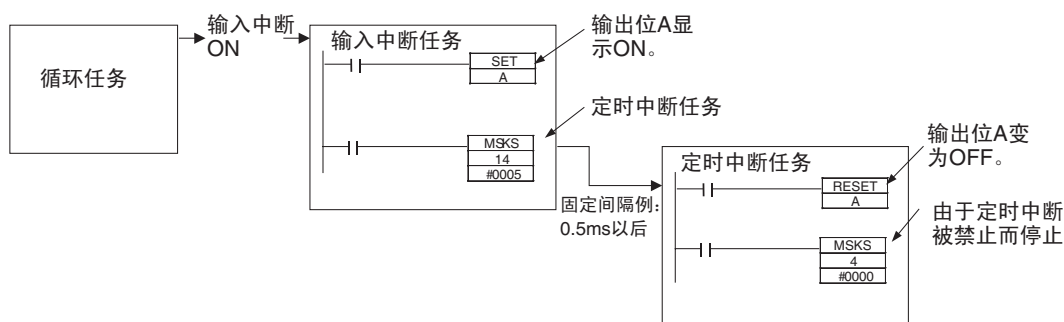 循环任务
输入中断
ON
输入中断任务
SET
A
输出位A显
示ON。
MSKS
14
#0005
定时中断任务
固定间隔例：
0.5ms以后
定时中断任务
RESET
A
输出位A变
为OFF。
MSKS
4
#0000
由于定时中断
被禁止而停止